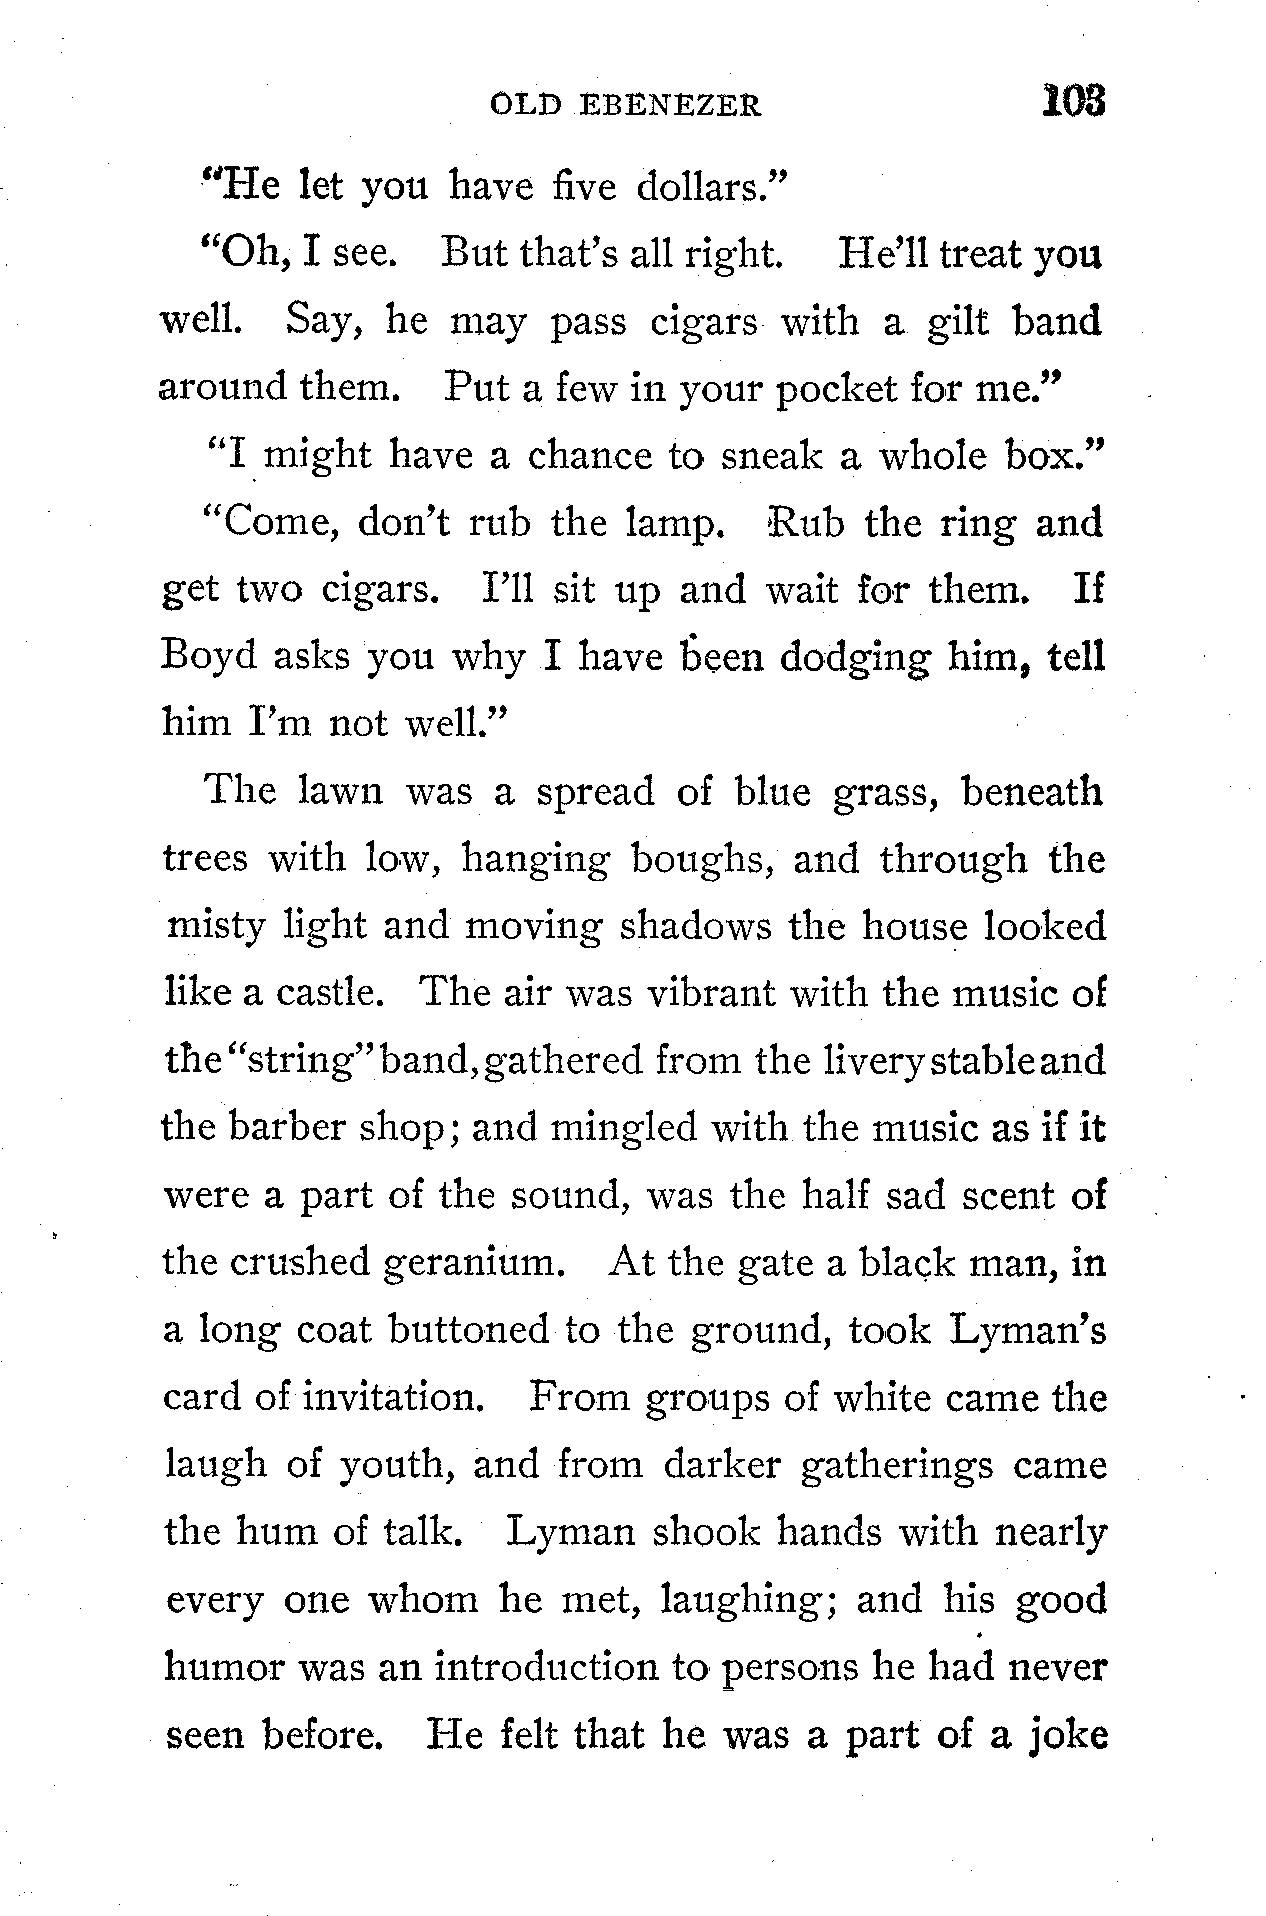 OLD EBENEZER 103
"He let you have five dollars."
"Oh, I see. But that's all right. He'll treat you
well. Say, he may pass cigars with a gilt band
around them. Put a few in your pocket for me."
"I might have a chance to sneak a whole box."
"Come, don't rub the lamp. Rub the ring and
get two cigars. I'll sit up and wait for them. If
Boyd asks you why I have been dodging him, tell
him I'm not well."
The lawn was a spread of blue grass, beneath
trees with low, hanging boughs, and through the
misty light and moving shadows the house looked
like a castle. The air was vibrant with the music of
the "string" band, gathered from the livery stable and
the barber shop; and mingled with the music as if it
were a part of the sound, was the half sad scent of
the crushed geranium. At the gate a black man, in
a long coat buttoned to the ground, took Lyman's
card of invitation. From groups of white came the
laugh of youth, and from darker gatherings came
the hum of talk. Lyman shook hands with nearly
every one whom he met, laughing; and his good
humor was an introduction to persons he had never
seen before. He felt that he was a part of a joke